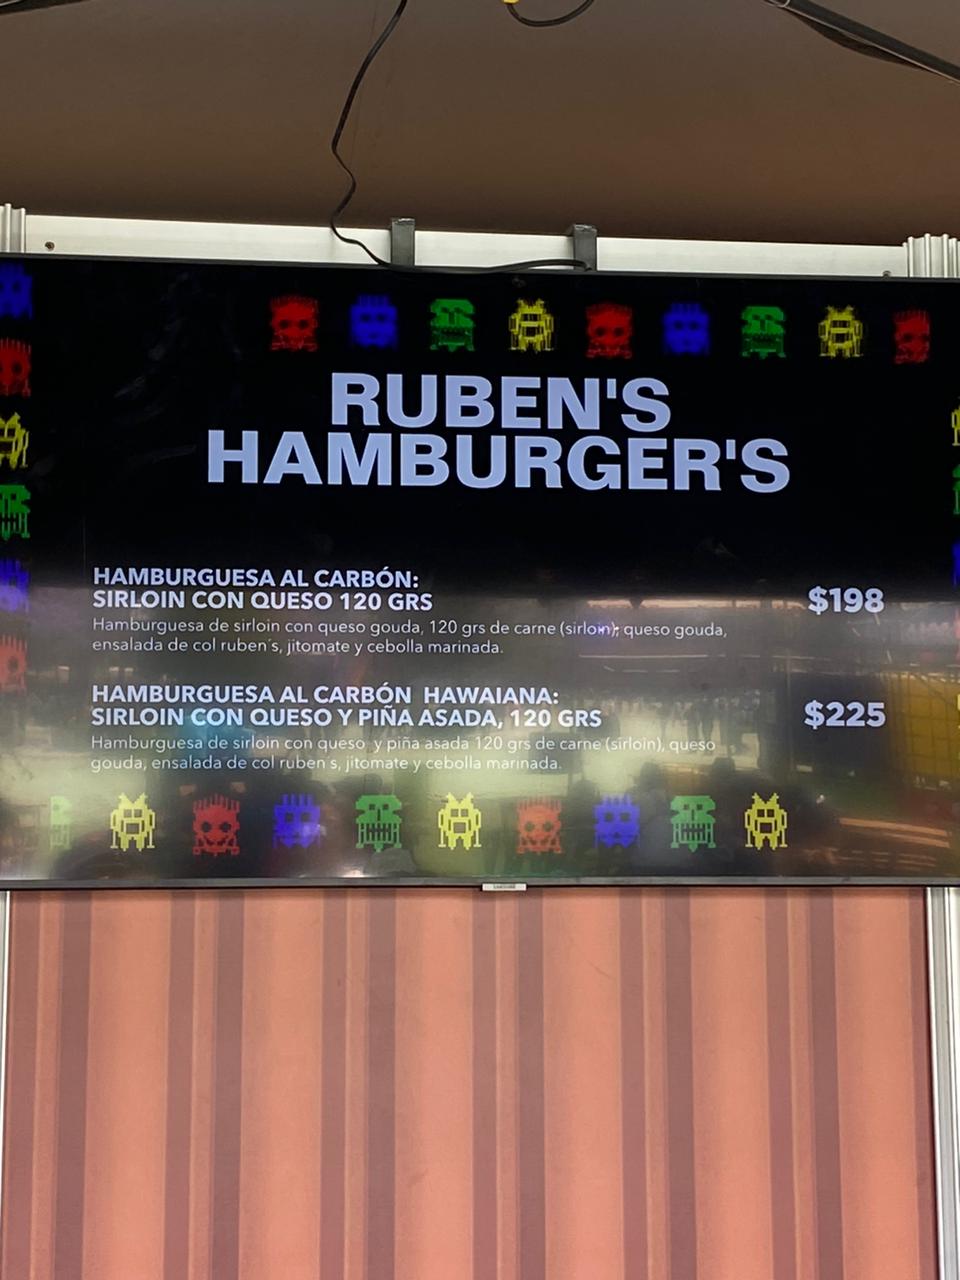 RUBEN'S
HAMBURGER'S
HAMBURGUESA AL CARBÓN:
SIRLOIN CON QUESO 120 GRS
$198
Hamburguesa de sirloin con queso gouda, 120 grs de carne (sirloin); queso gouda,
ensalada de col ruben´s, jitomate y cebolla marinada.
HAMBURGUESA AL CARBÓN HAWAIANA:
SIRLOIN CON QUESO Y PIÑA ASADA, 120 GRS
$225
Hamburguesa de sirloin con queso y piña asada 120 grs de carne (sirloin), queso
gouda, ensalada de col ruben´s, jitomate y cebolla marinada.
SAMSUNG